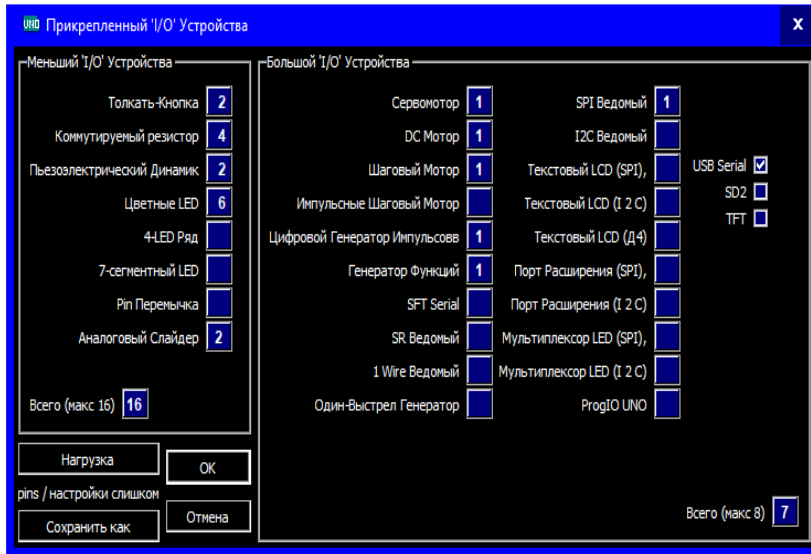 UNO Прикрепленный 'I/O' Устройства X
Меньший 'I/O' Устройства
Толкать-Кнопка 2
Коммутируемый резистор 4
Пьезоэлектрический Динамик 2
Цветные LED 6
4-LED Ряд
7-сегментный LED
Pin Перемычка
Аналоговый Слайдер 2
Всего (макс 16) 16
Нагрузка
OK
pins / настройки слишком
Сохранить как
Отмена
Большой 'I/O' Устройства
Сервомотор 1
DC Мотор 1
Шаговый Мотор 1
Импульсные Шаговый Мотор
Цифровой Генератор Импульсовв 1
Генератор Функций 1
SFT Serial
SR Ведомый
1 Wire Ведомый
Один-Выстрел Генератор
SPI Ведомый 1
I2C Ведомый
Текстовый LCD (SPI),
Текстовый LCD (I 2 C)
Текстовый LCD (Д4)
Порт Расширения (SPI),
Порт Расширения (I 2 C)
Мультиплексор LED (SPI),
Мультиплексор LED (I 2 C)
ProgIO UNO
USB Serial
SD2
TFT
Всего (макс 8) 7